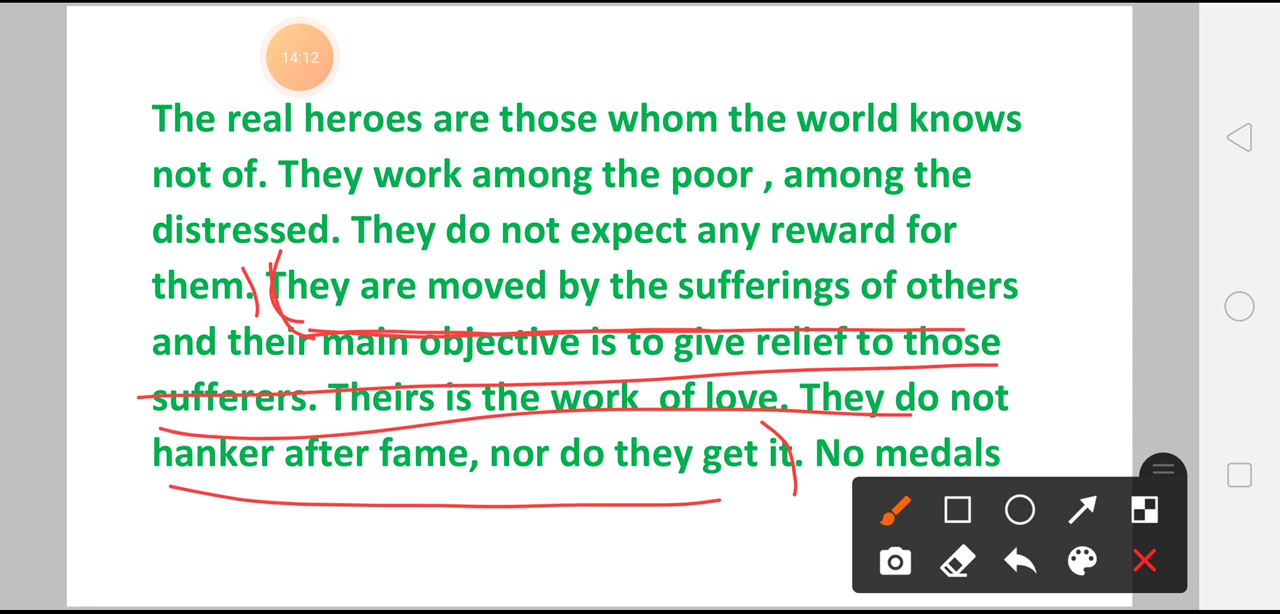 14:12
The real heroes are those whom the world knows
not of. They work among the poor , among the
distressed. They do not expect any reward for
them. They are moved by the sufferings of others
and their main objective is to give relief to those
sufferers. Theirs is the work of love. They do not
hanker after fame, nor do they get it. No medals